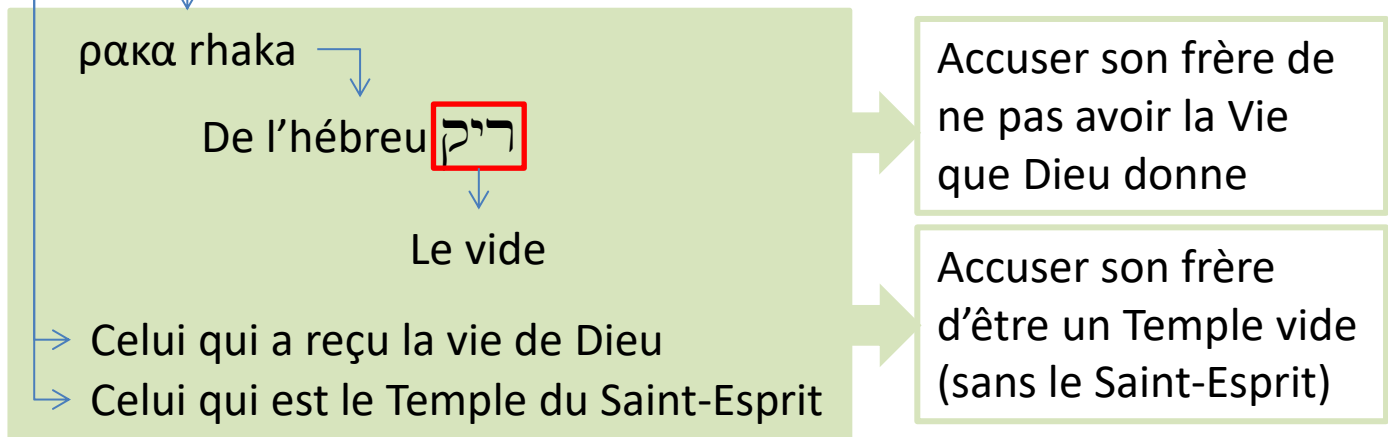 ρακα rhaka
De l’hébreu ריק
Le vide
Celui qui a reçu la vie de Dieu
Celui qui est le Temple du Saint-Esprit
Accuser son frère de
ne pas avoir la Vie
que Dieu donne
Accuser son frère
d’être un Temple vide
(sans le Saint-Esprit)